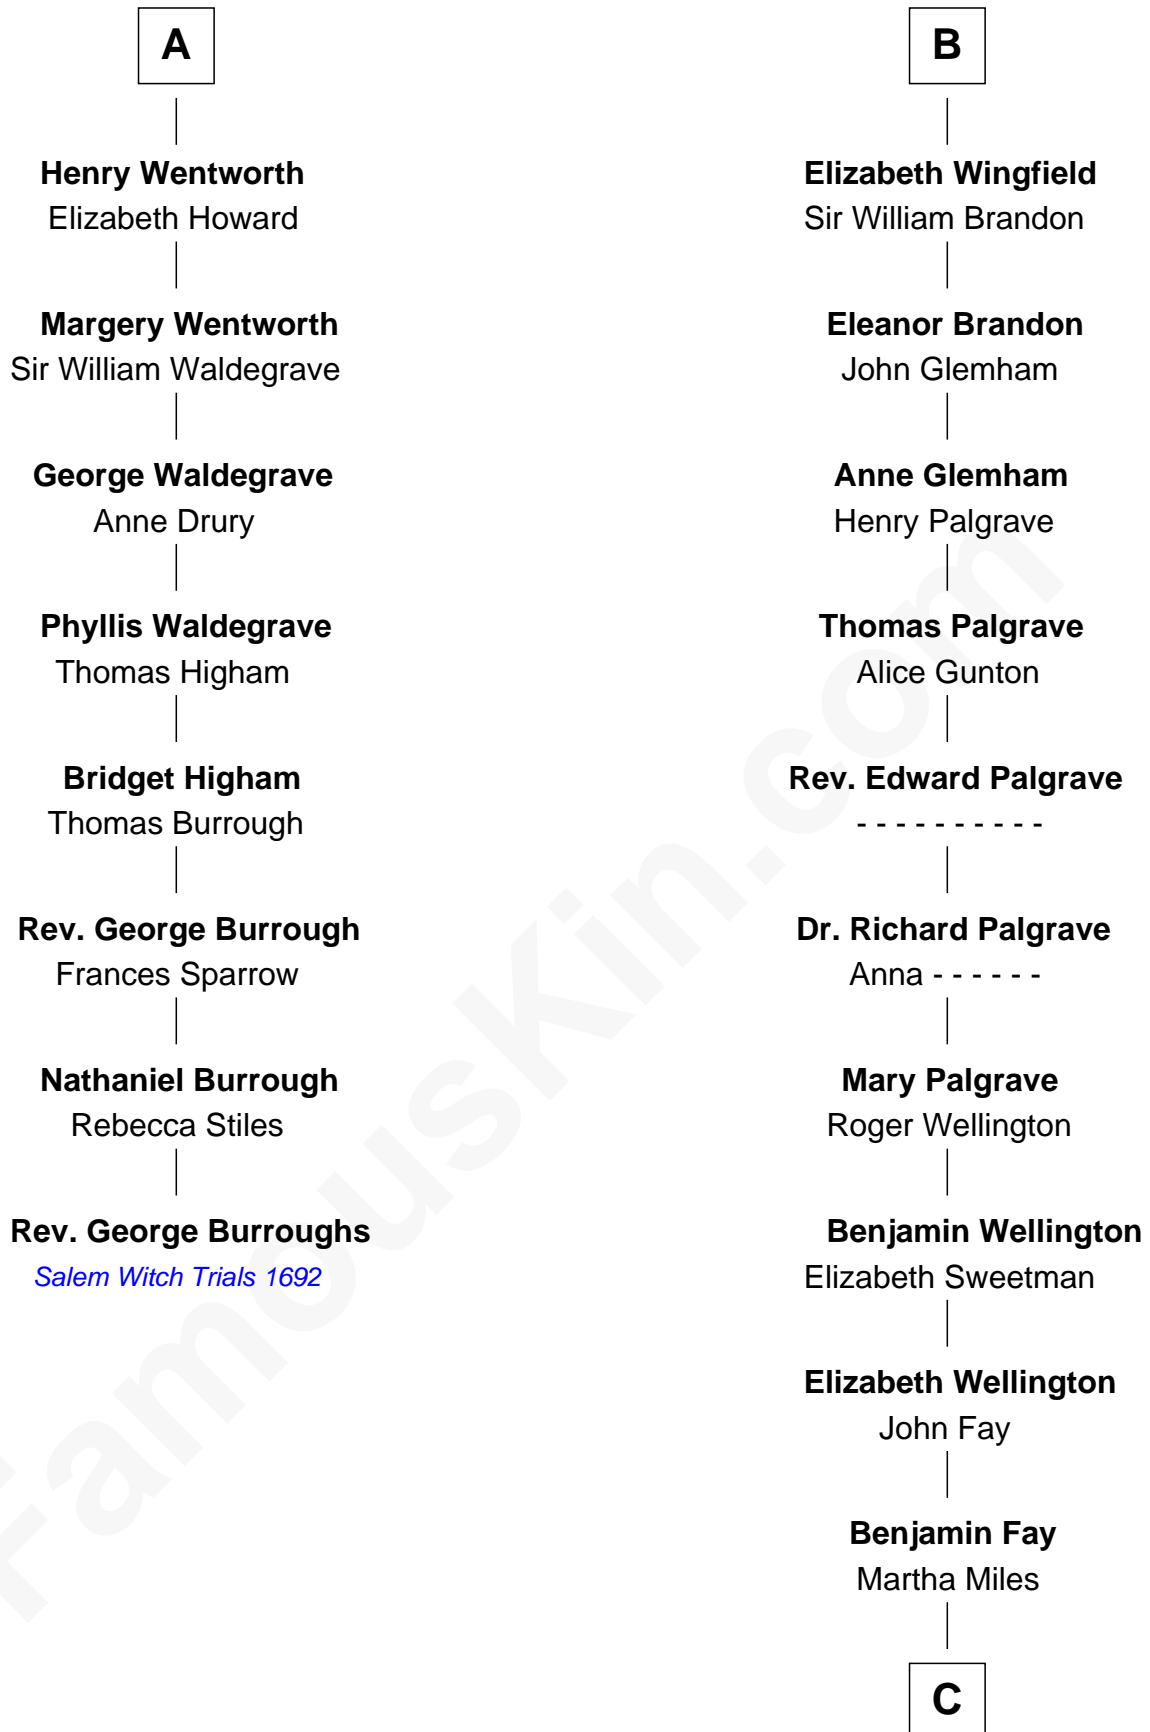 A
Henry Wentworth
Elizabeth Howard
Margery Wentworth
Sir William Waldegrave
George Waldegrave
Anne Drury
Phyllis Waldegrave
Thomas Higham
Bridget Higham
Thomas Burrough
Rev. George Burrough
Frances Sparrow
Nathaniel Burrough
Rebecca Stiles
Rev. George Burroughs
Salem Witch Trials 1692
B
Elizabeth Wingfield
Sir William Brandon
Eleanor Brandon
John Glemham
Anne Glemham
Henry Palgrave
Thomas Palgrave
Alice Gunton
Rev. Edward Palgrave
- - - - - - - - - -
Dr. Richard Palgrave
Anna - - - - - -
Mary Palgrave
Roger Wellington
Benjamin Wellington
Elizabeth Sweetman
Elizabeth Wellington
John Fay
Benjamin Fay
Martha Miles
C
FamousKin.com